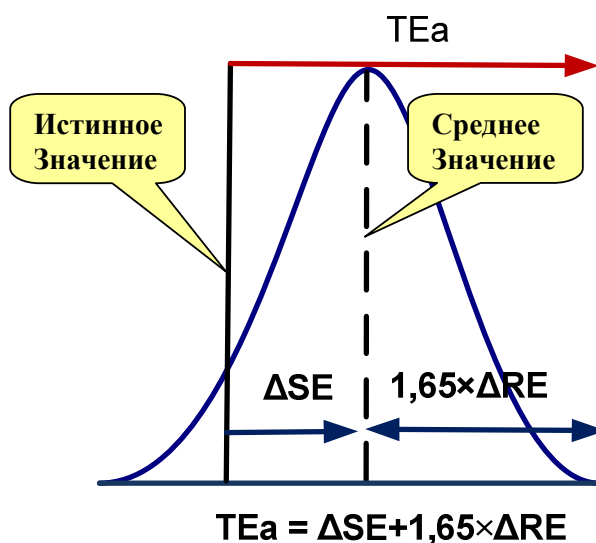 TEa
Истинное
Значение
Среднее
Значение
ΔSE
1,65×ΔRE
TEa = ΔSE+1,65×ΔRE